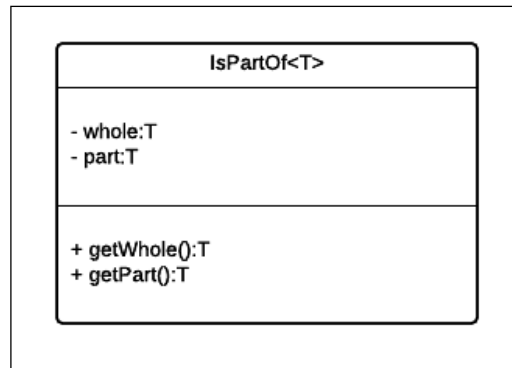 IsPartOf<T>
- whole:T
- part:T
+ getWhole():T
+ getPart():T